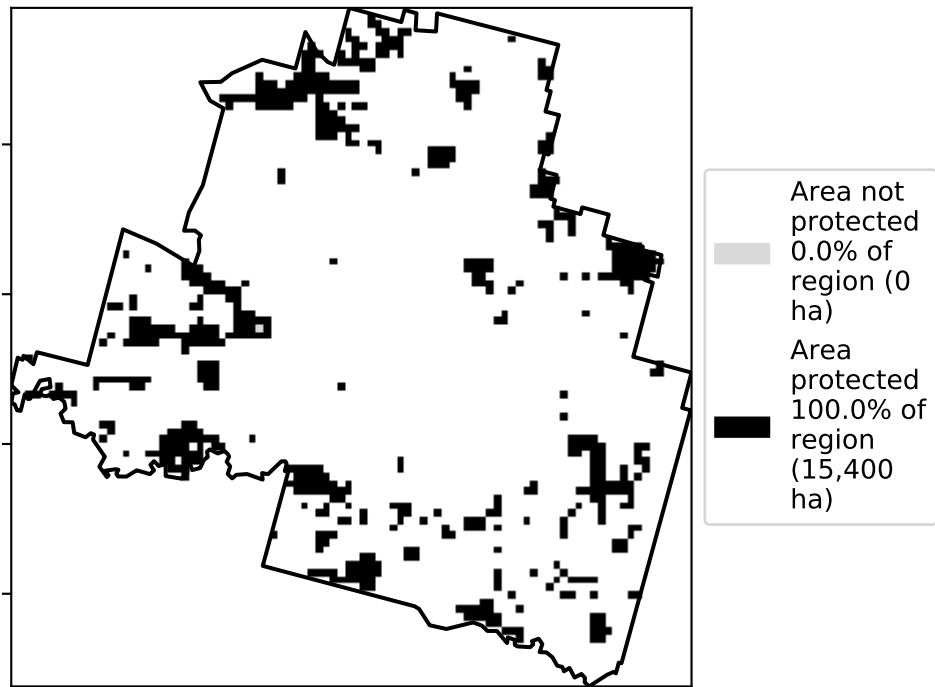 Area not
protected
0.0% of
region (0
ha)
Area
protected
100.0% of
region
(15,400
ha)